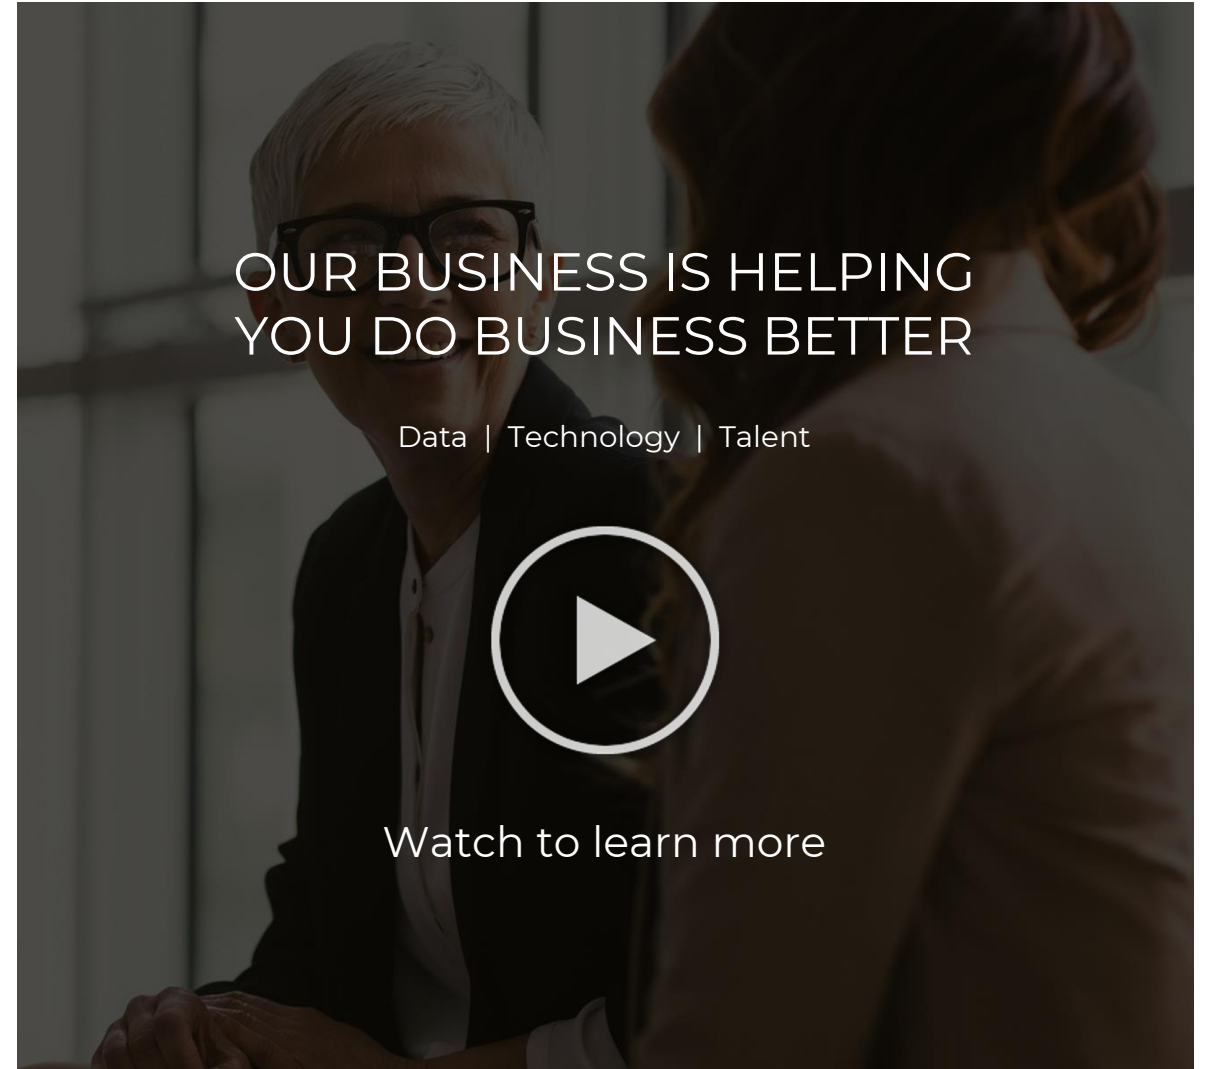 OUR BUSINESS IS HELPING
YOU DO BUSINESS BETTER
Data | Technology | Talent
Watch to learn more